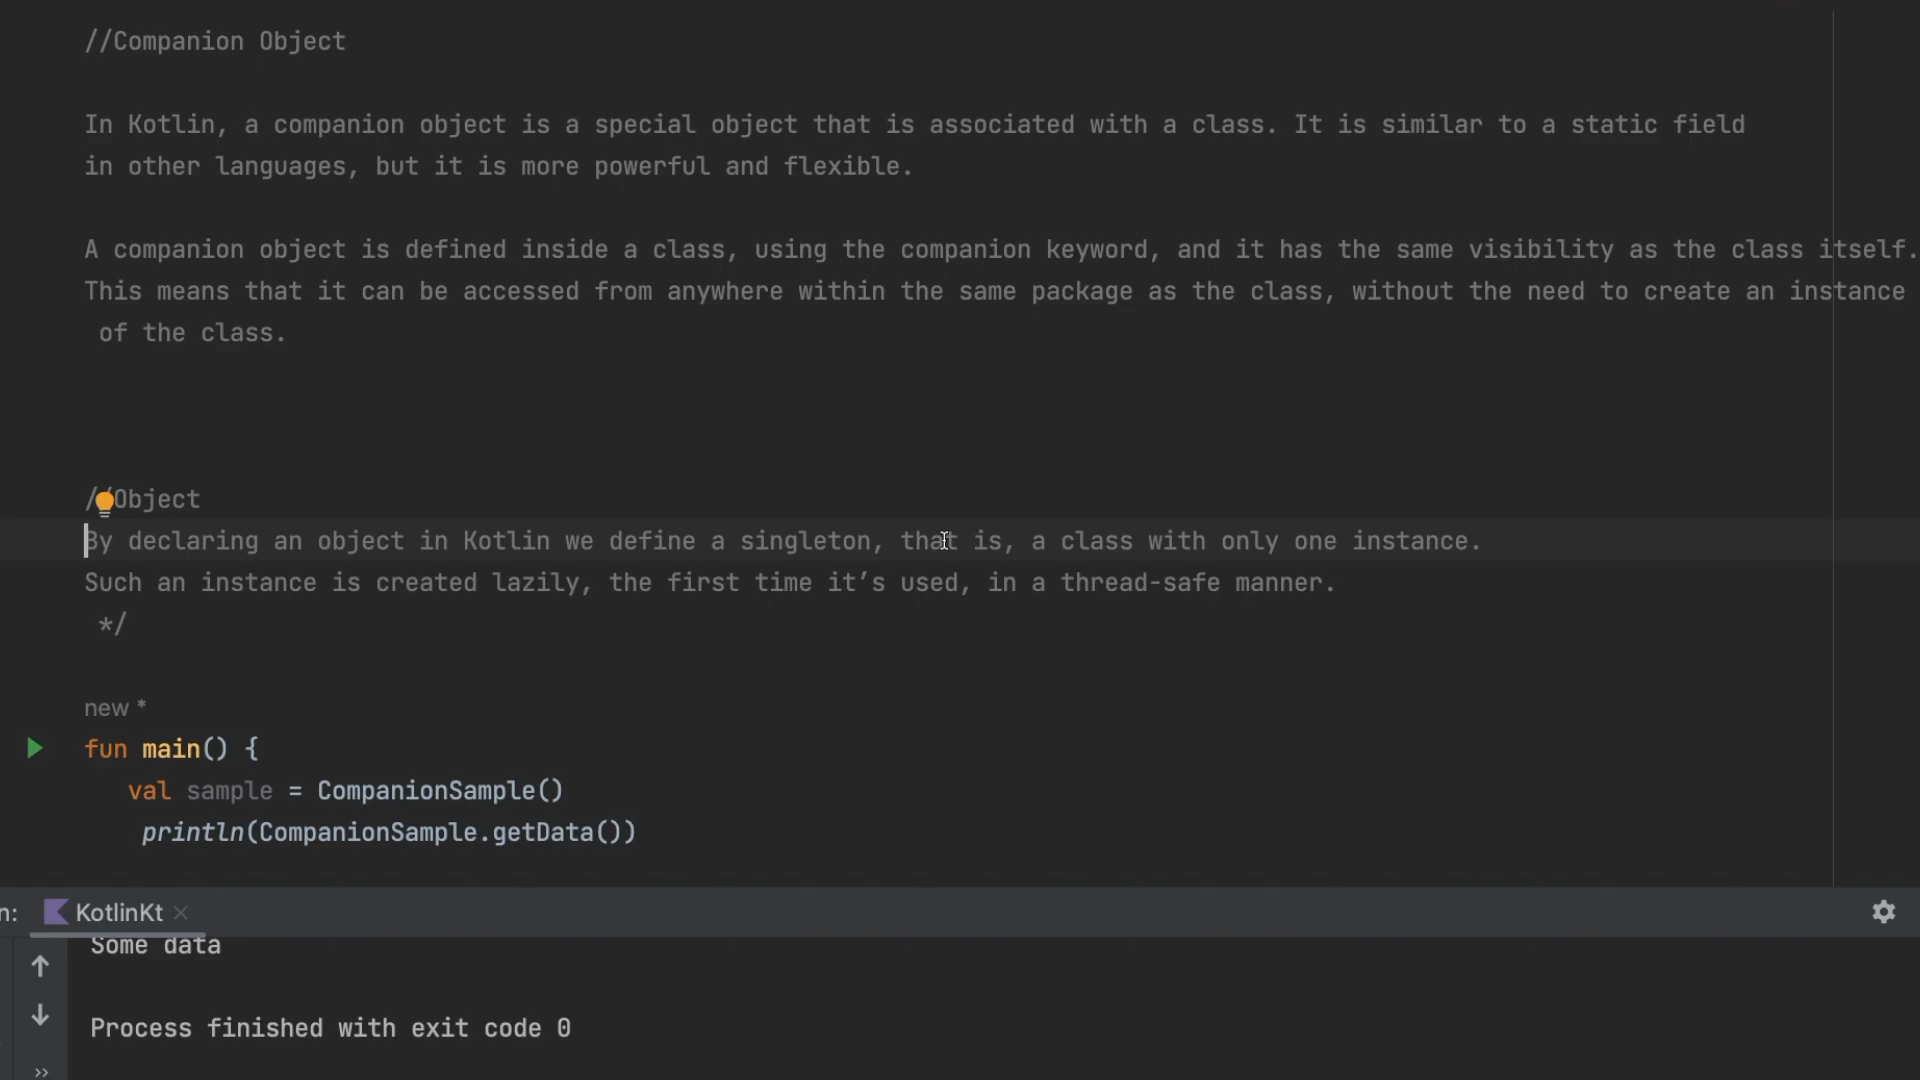 //Companion Object
In Kotlin, a companion object is a special object that is associated with a class. It is similar to a static field
in other languages, but it is more powerful and flexible.
A companion object is defined inside a class, using the companion keyword, and it has the same visibility as the class itself.
This means that it can be accessed from anywhere within the same package as the class, without the need to create an instance
of the class.
//Object
By declaring an object in Kotlin we define a singleton, that is, a class with only one instance.
Such an instance is created lazily, the first time it’s used, in a thread-safe manner.
*/
new *
fun main() {
val sample = CompanionSample()
println(CompanionSample.getData())
n: KotlinKt
Some data
Process finished with exit code 0